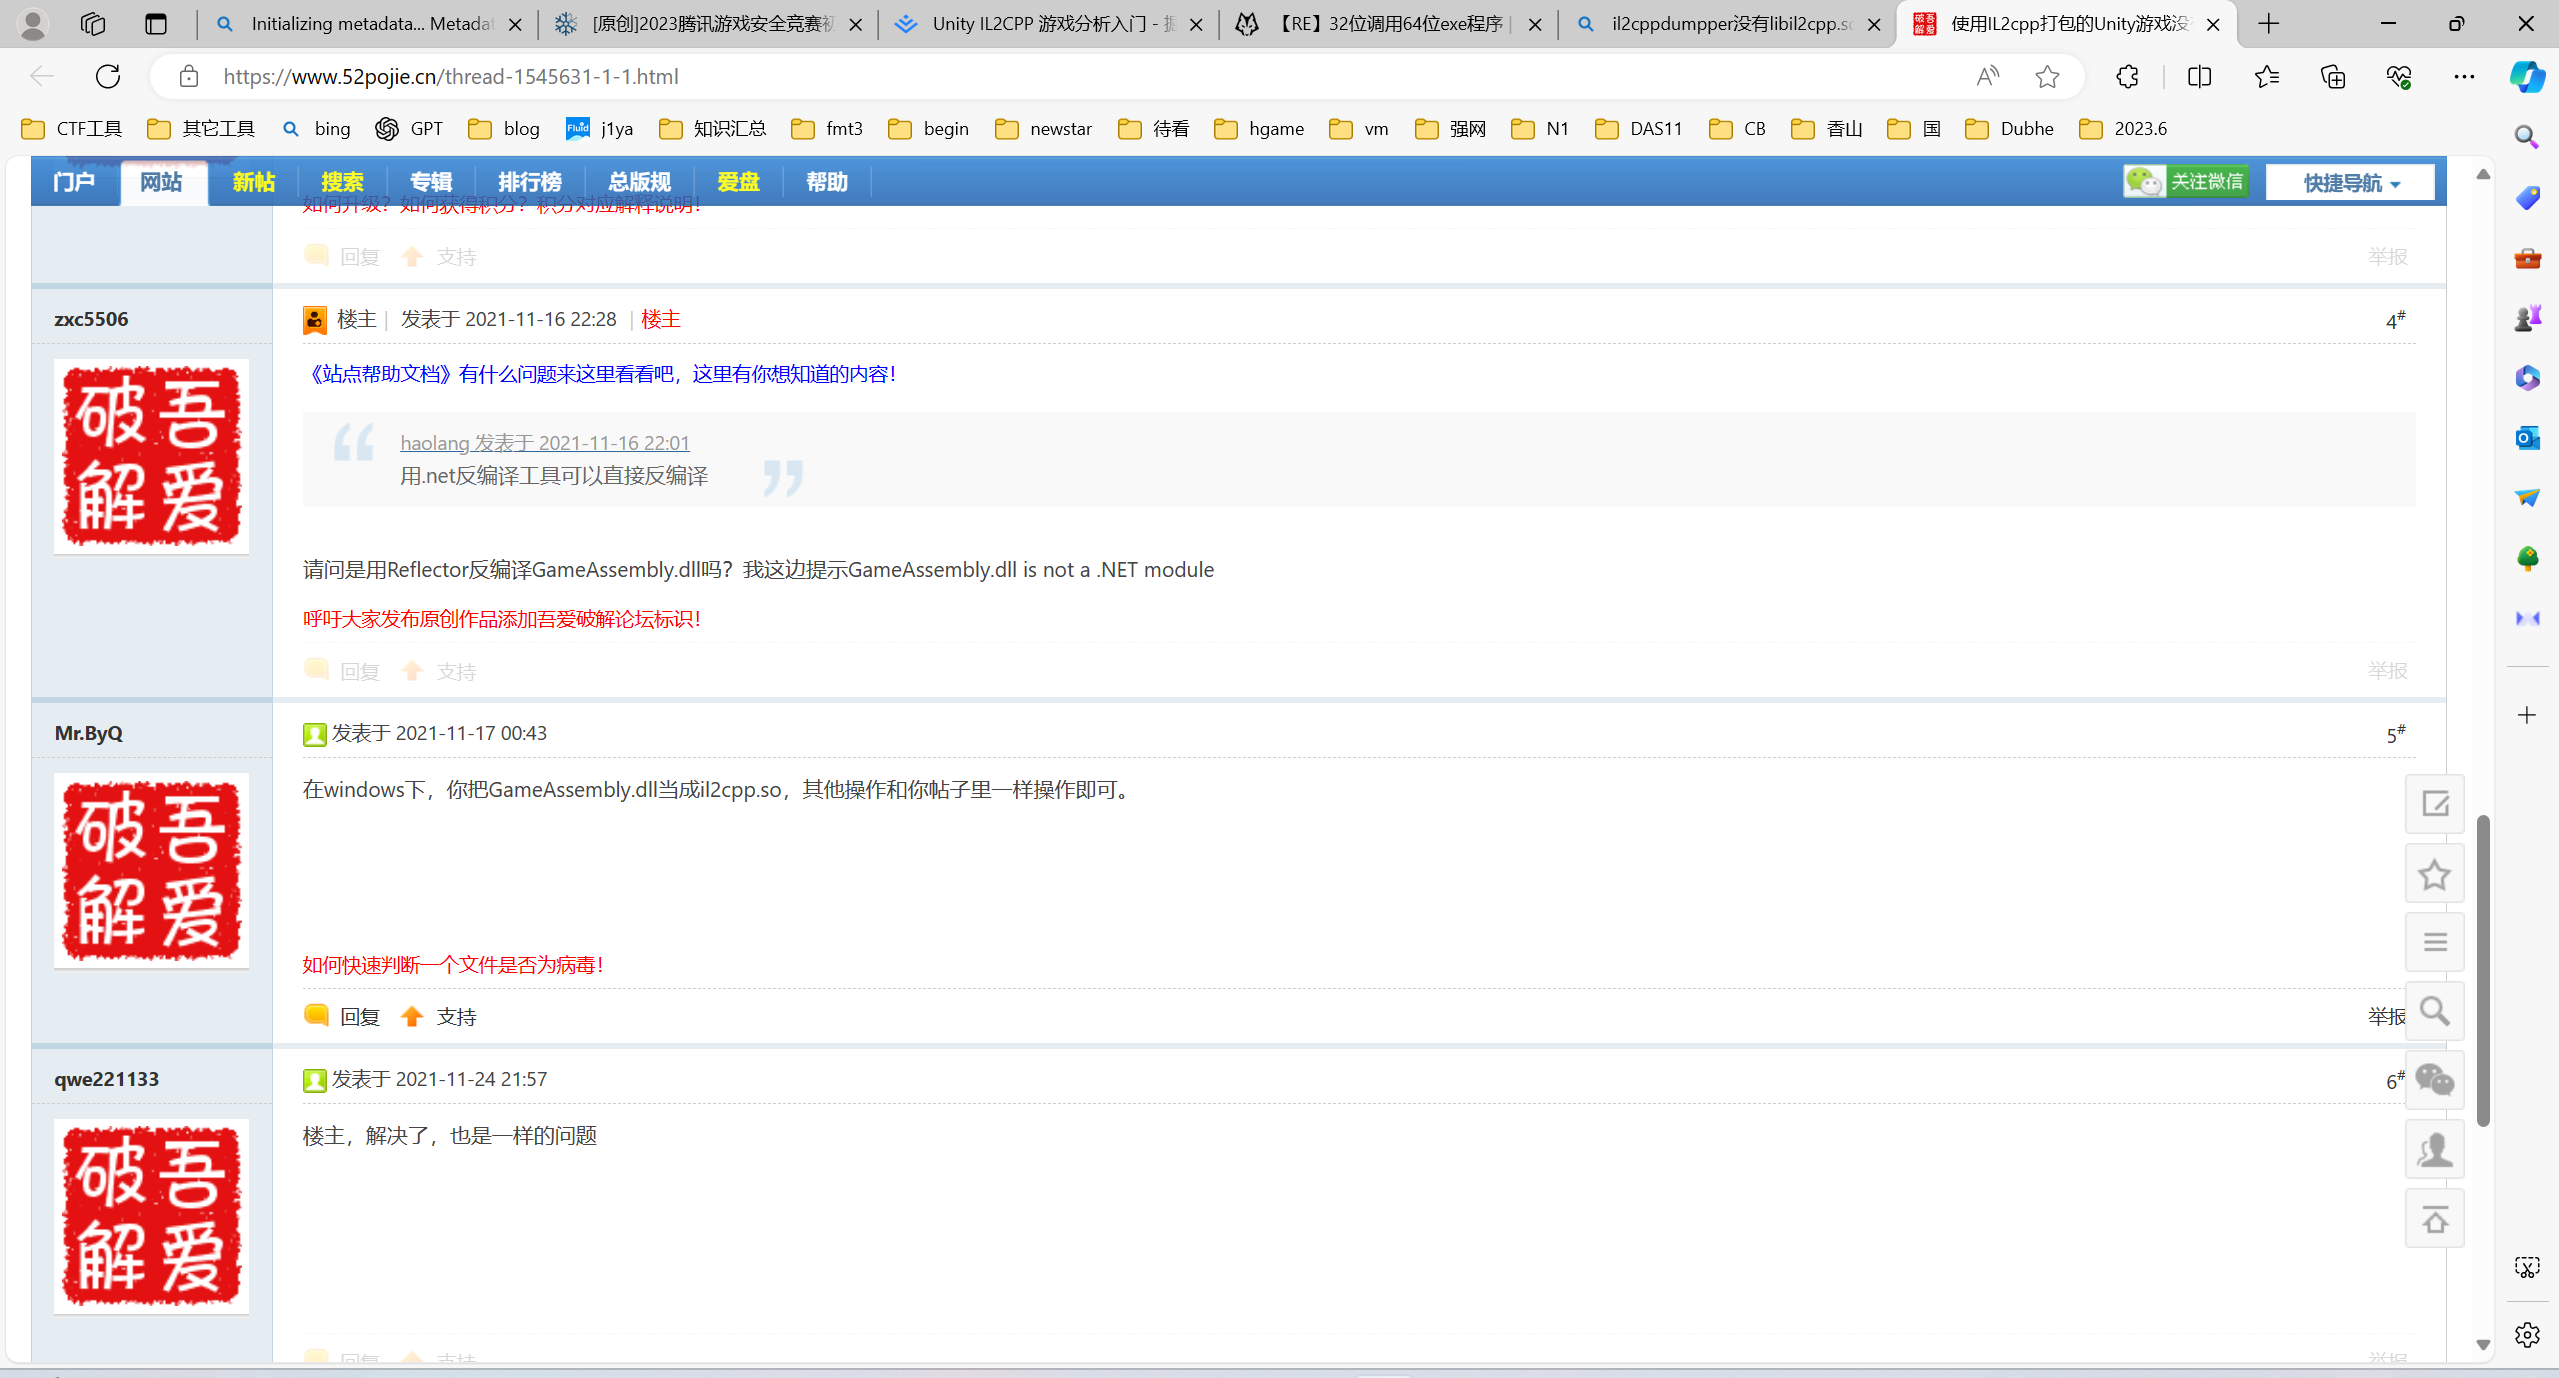 Initializing metadata... Metadat
[原创]2023腾讯游戏安全竞赛初
Unity IL2CPP 游戏分析入门 - 掘
【RE】32位调用64位exe程序 |
il2cppdumpper没有libil2cpp.so
使用IL2cpp打包的Unity游戏没
https://www.52pojie.cn/thread-1545631-1-1.html
CTF工具
其它工具
bing
GPT
blog
Fluid
j1ya
知识汇总
fmt3
begin
newstar
待看
hgame
vm
强网
N1
DAS11
CB
香山
国
Dubhe
2023.6
门户
网站
新帖
搜索
专辑
排行榜
总版规
爱盘
帮助
关注微信
快捷导航
如何升级？如何获得积分？积分对应解释说明！
回复
支持
举报
zxc5506
楼主 | 发表于 2021-11-16 22:28 | 楼主
4#
吾爱破解
《站点帮助文档》有什么问题来这里看看吧，这里有你想知道的内容！
haolang 发表于 2021-11-16 22:01
用.net反编译工具可以直接反编译
请问是用Reflector反编译GameAssembly.dll吗？我这边提示GameAssembly.dll is not a .NET module
呼吁大家发布原创作品添加吾爱破解论坛标识！
回复
支持
举报
Mr.ByQ
发表于 2021-11-17 00:43
5#
吾爱破解
在windows下，你把GameAssembly.dll当成il2cpp.so，其他操作和你帖子里一样操作即可。
如何快速判断一个文件是否为病毒！
回复
支持
举报
qwe221133
发表于 2021-11-24 21:57
6#
吾爱破解
楼主，解决了，也是一样的问题
回复
支持
举报